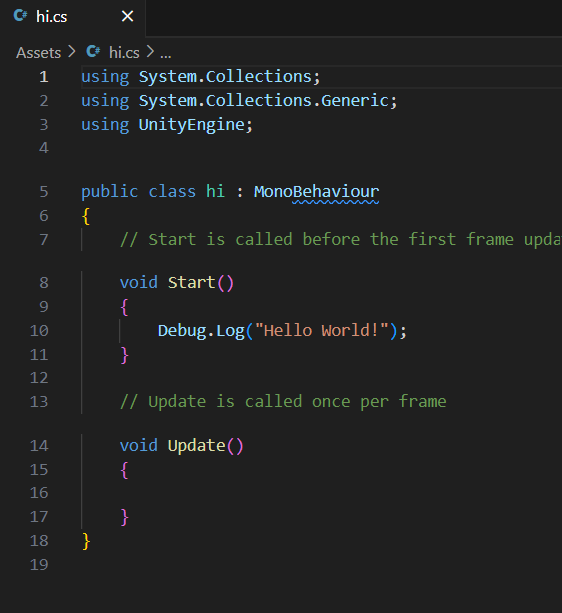 C# hi.cs ×
Assets > C# hi.cs > ...
1 using System.Collections;
2 using System.Collections.Generic;
3 using UnityEngine;
4
5 public class hi : MonoBehaviour
6 {
7 // Start is called before the first frame upda
8 void Start()
9 {
10 Debug.Log("Hello World!");
11 }
12
13 // Update is called once per frame
14 void Update()
15 {
16
17 }
18 }
19